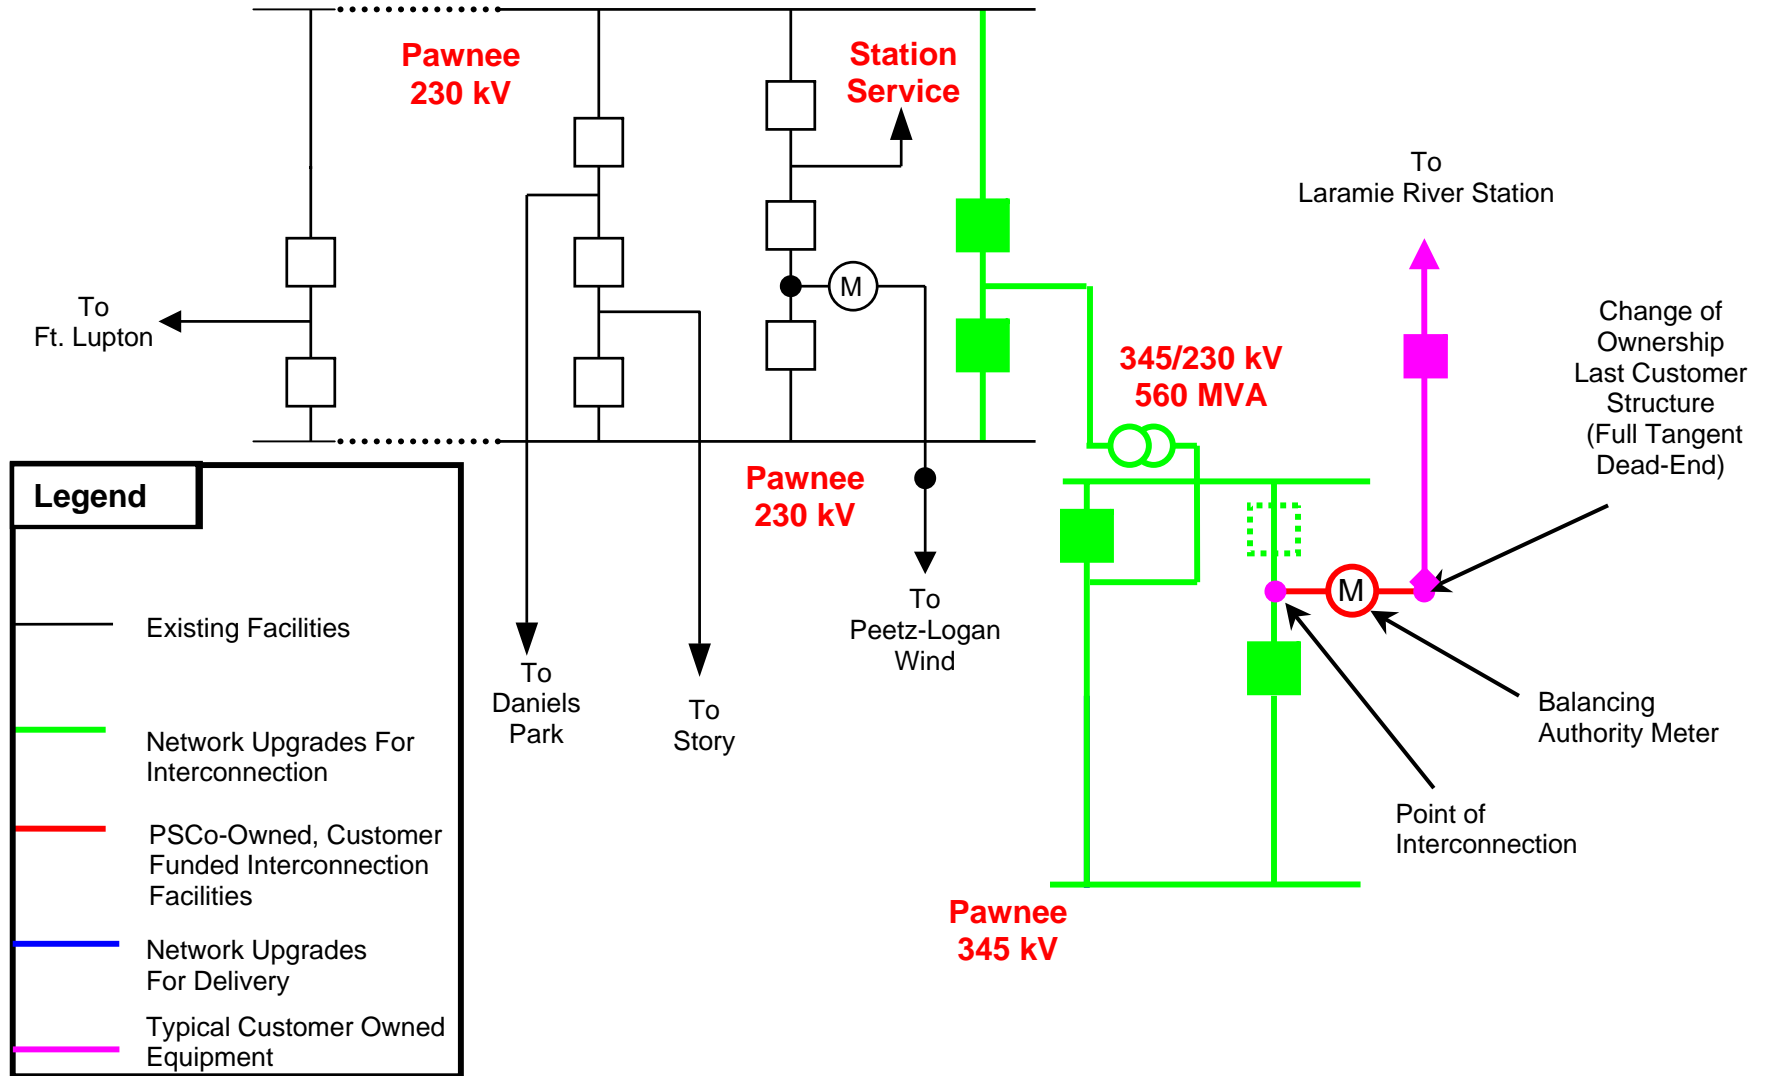 Pawnee
230 kV
Station
Service
To
Laramie River Station
To
Ft. Lupton
M
Change of
Ownership
Last Customer
Structure
(Full Tangent
Dead-End)
345/230 kV
560 MVA
Pawnee
230 kV
Legend
Existing Facilities
Network Upgrades For
Interconnection
PSCo-Owned, Customer
Funded Interconnection
Facilities
Network Upgrades
For Delivery
Typical Customer Owned
Equipment
To
Daniels
Park
To
Story
To
Peetz-Logan
Wind
M
Balancing
Authority Meter
Point of
Interconnection
Pawnee
345 kV